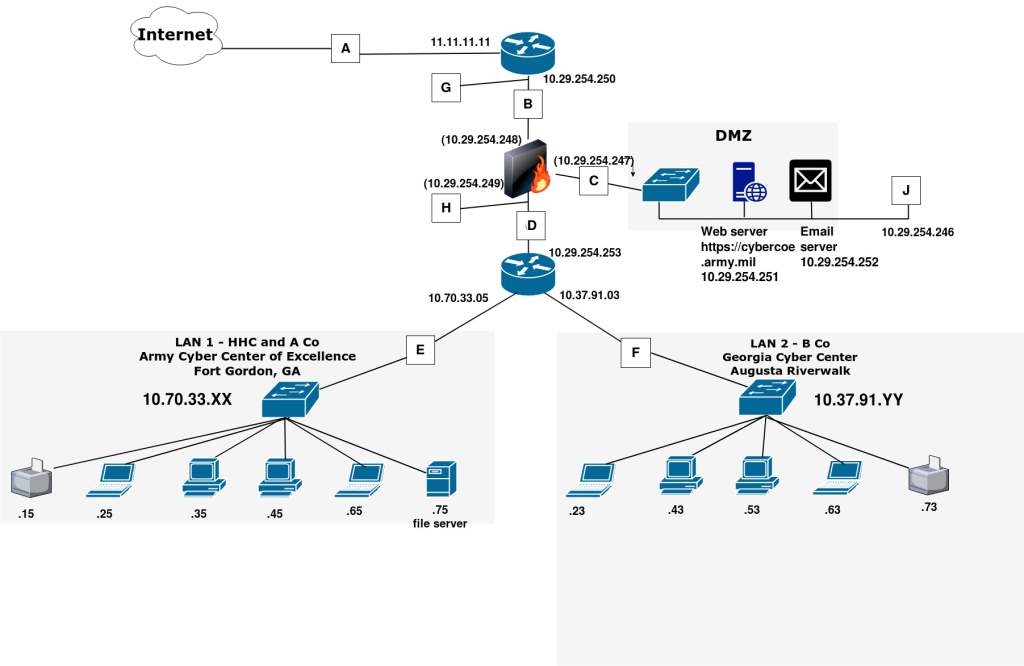 Internet
A
11.11.11.11
G
10.29.254.250
B
(10.29.254.248)
DMZ
(10.29.254.247)
C
(10.29.254.249)
H
J
D
Web server
https://cybercoe
.army.mil
10.29.254.251
Email
server
10.29.254.252
10.29.254.246
10.29.254.253
10.70.33.05
10.37.91.03
E
F
LAN 1 - HHC and A Co
Army Cyber Center of Excellence
Fort Gordon, GA
10.70.33.XX
LAN 2 - B Co
Georgia Cyber Center
Augusta Riverwalk
10.37.91.YY
.15
.25
.35
.45
.65
.75
file server
.23
.43
.53
.63
.73